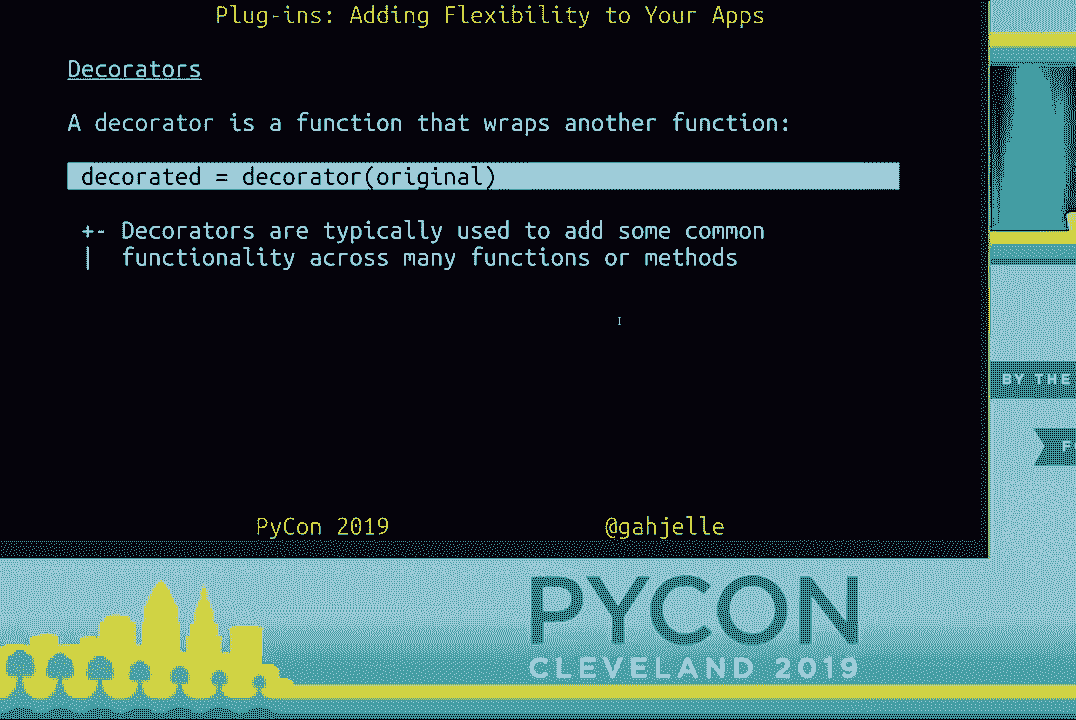 Plug-ins: Adding Flexibility to Your Apps
Decorators
A decorator is a function that wraps another function:
decorated = decorator(original)
+- Decorators are typically used to add some common
| functionality across many functions or methods
BY THE
PyCon 2019 @gahjelle
PYCON
CLEVELAND 2019